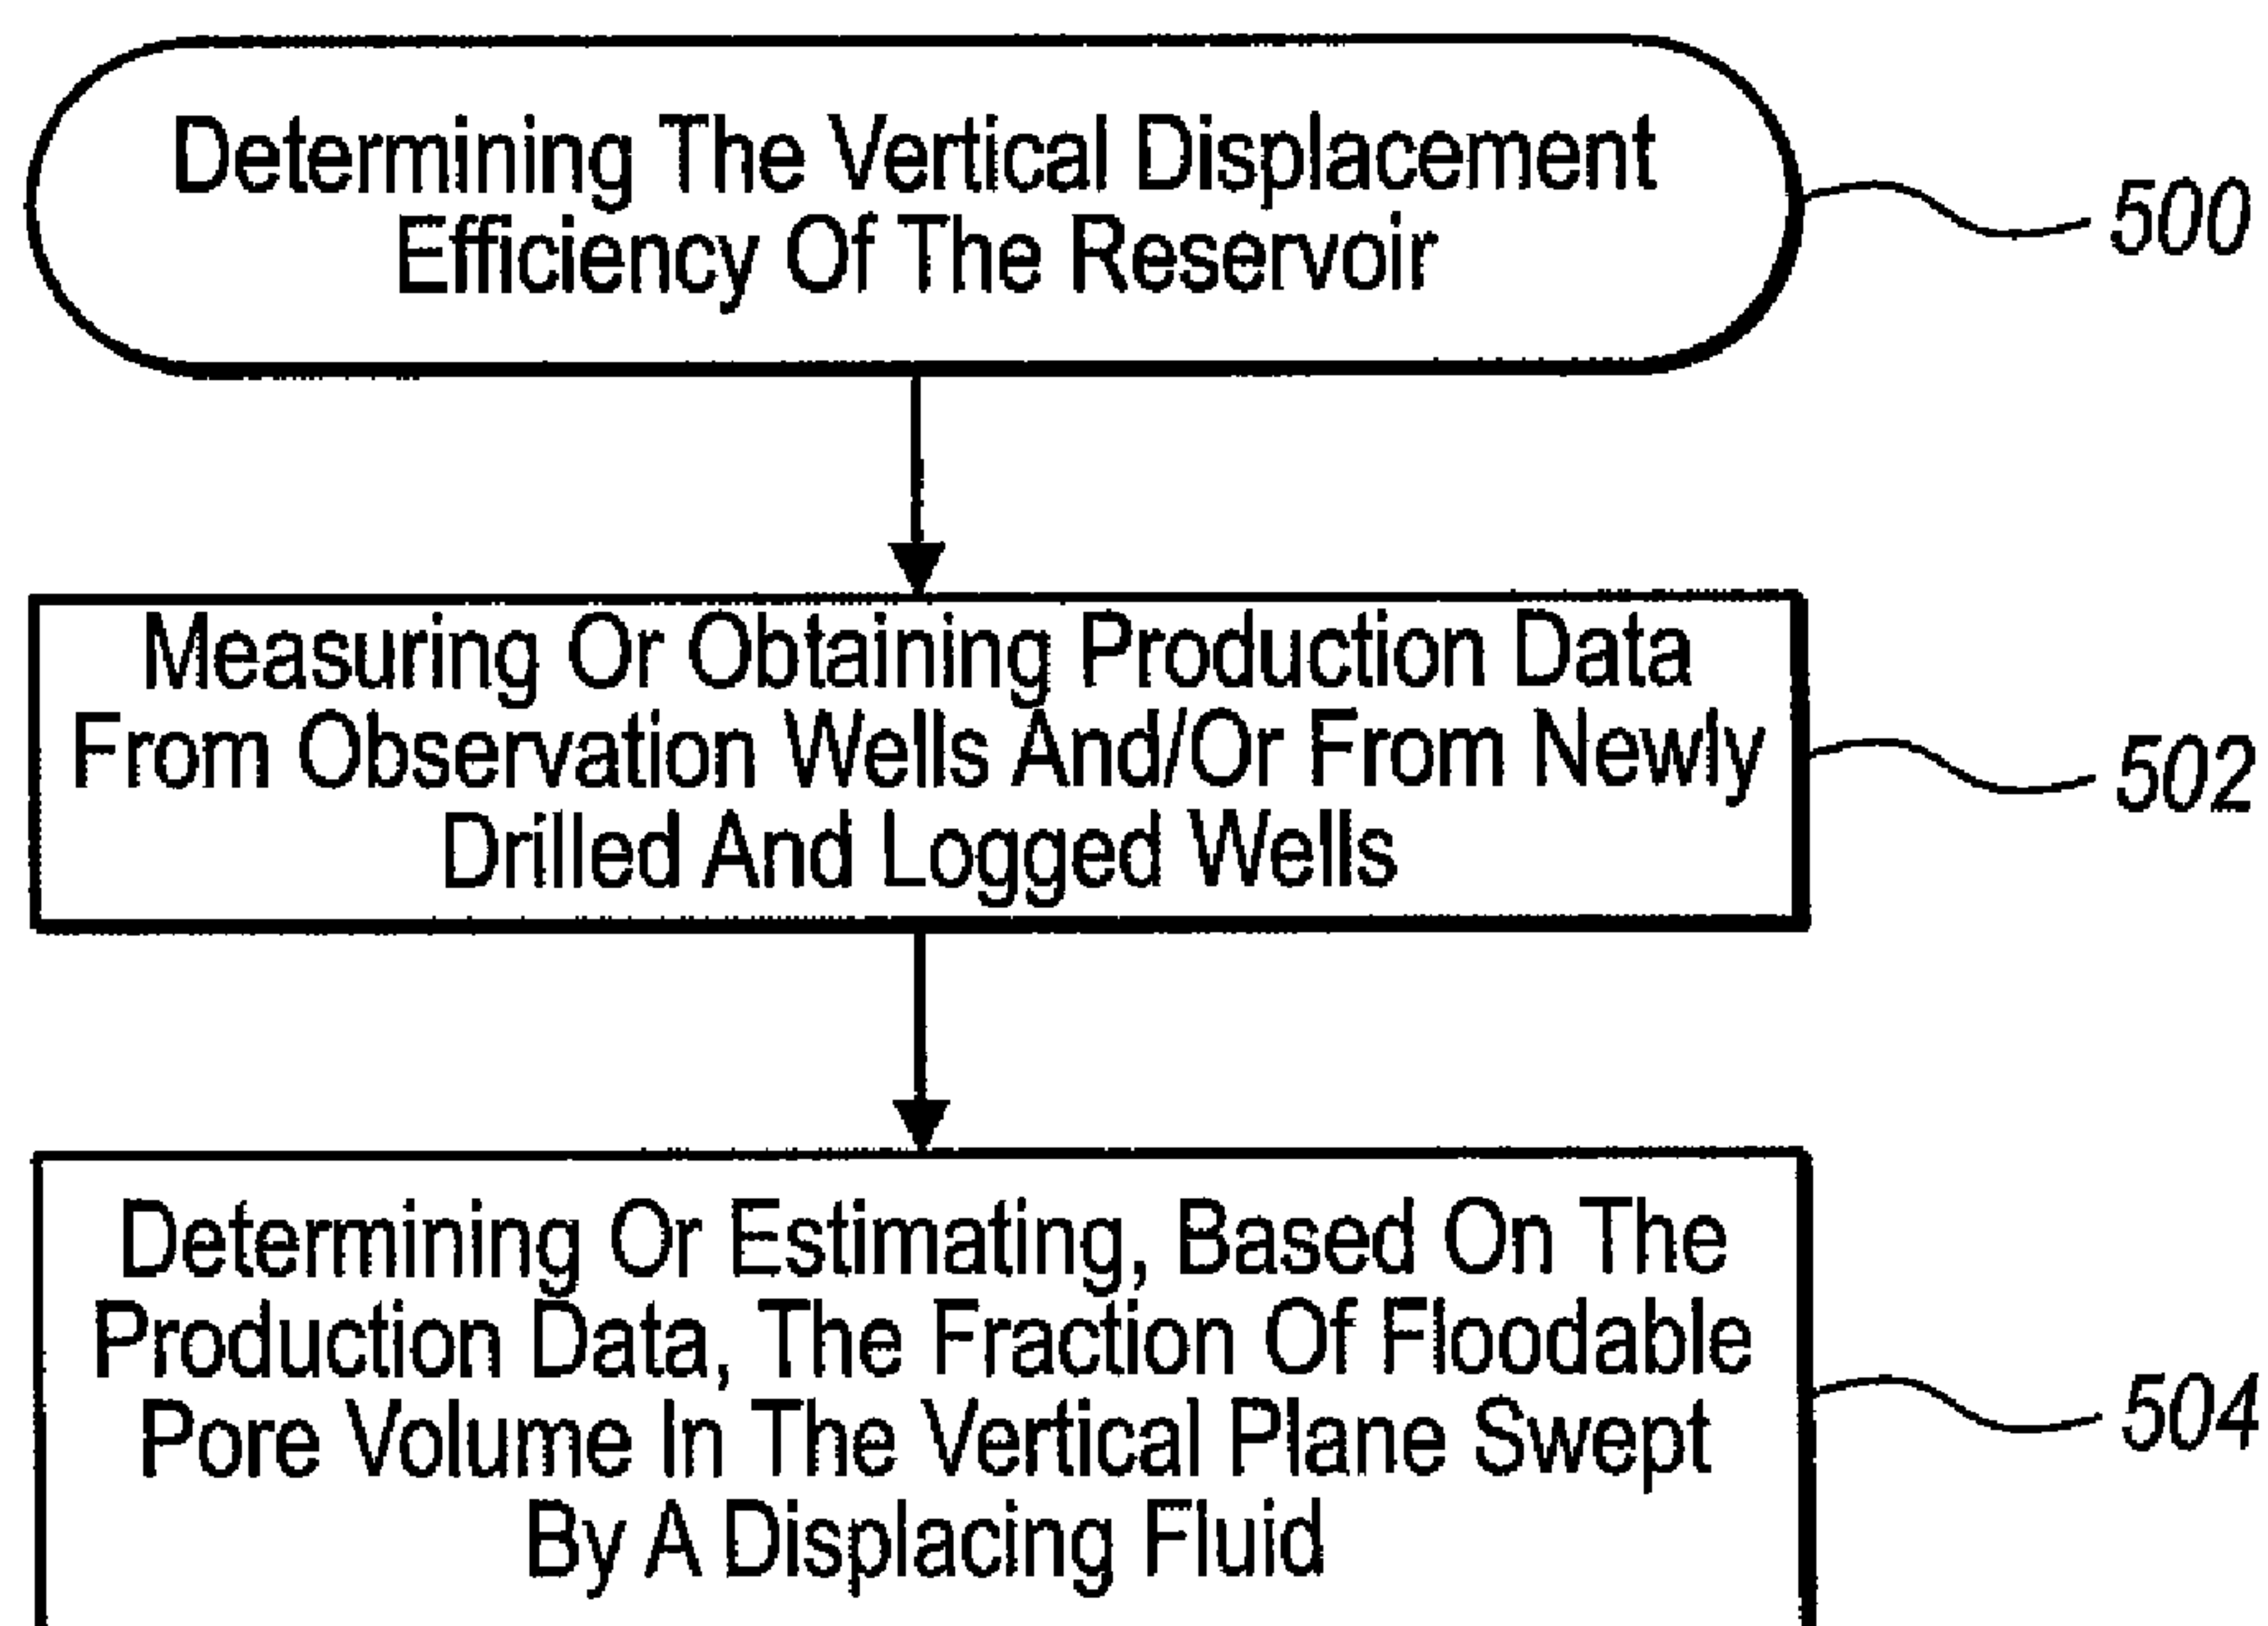 Determining The Vertical Displacement
Efficiency Of The Reservoir
500
Measuring Or Obtaining Production Data
From Observation Wells And/Or From Newly
Drilled And Logged Wells
502
Determining Or Estimating, Based On The
Production Data, The Fraction Of Floodable
Pore Volume In The Vertical Plane Swept
By A Displacing Fluid
504